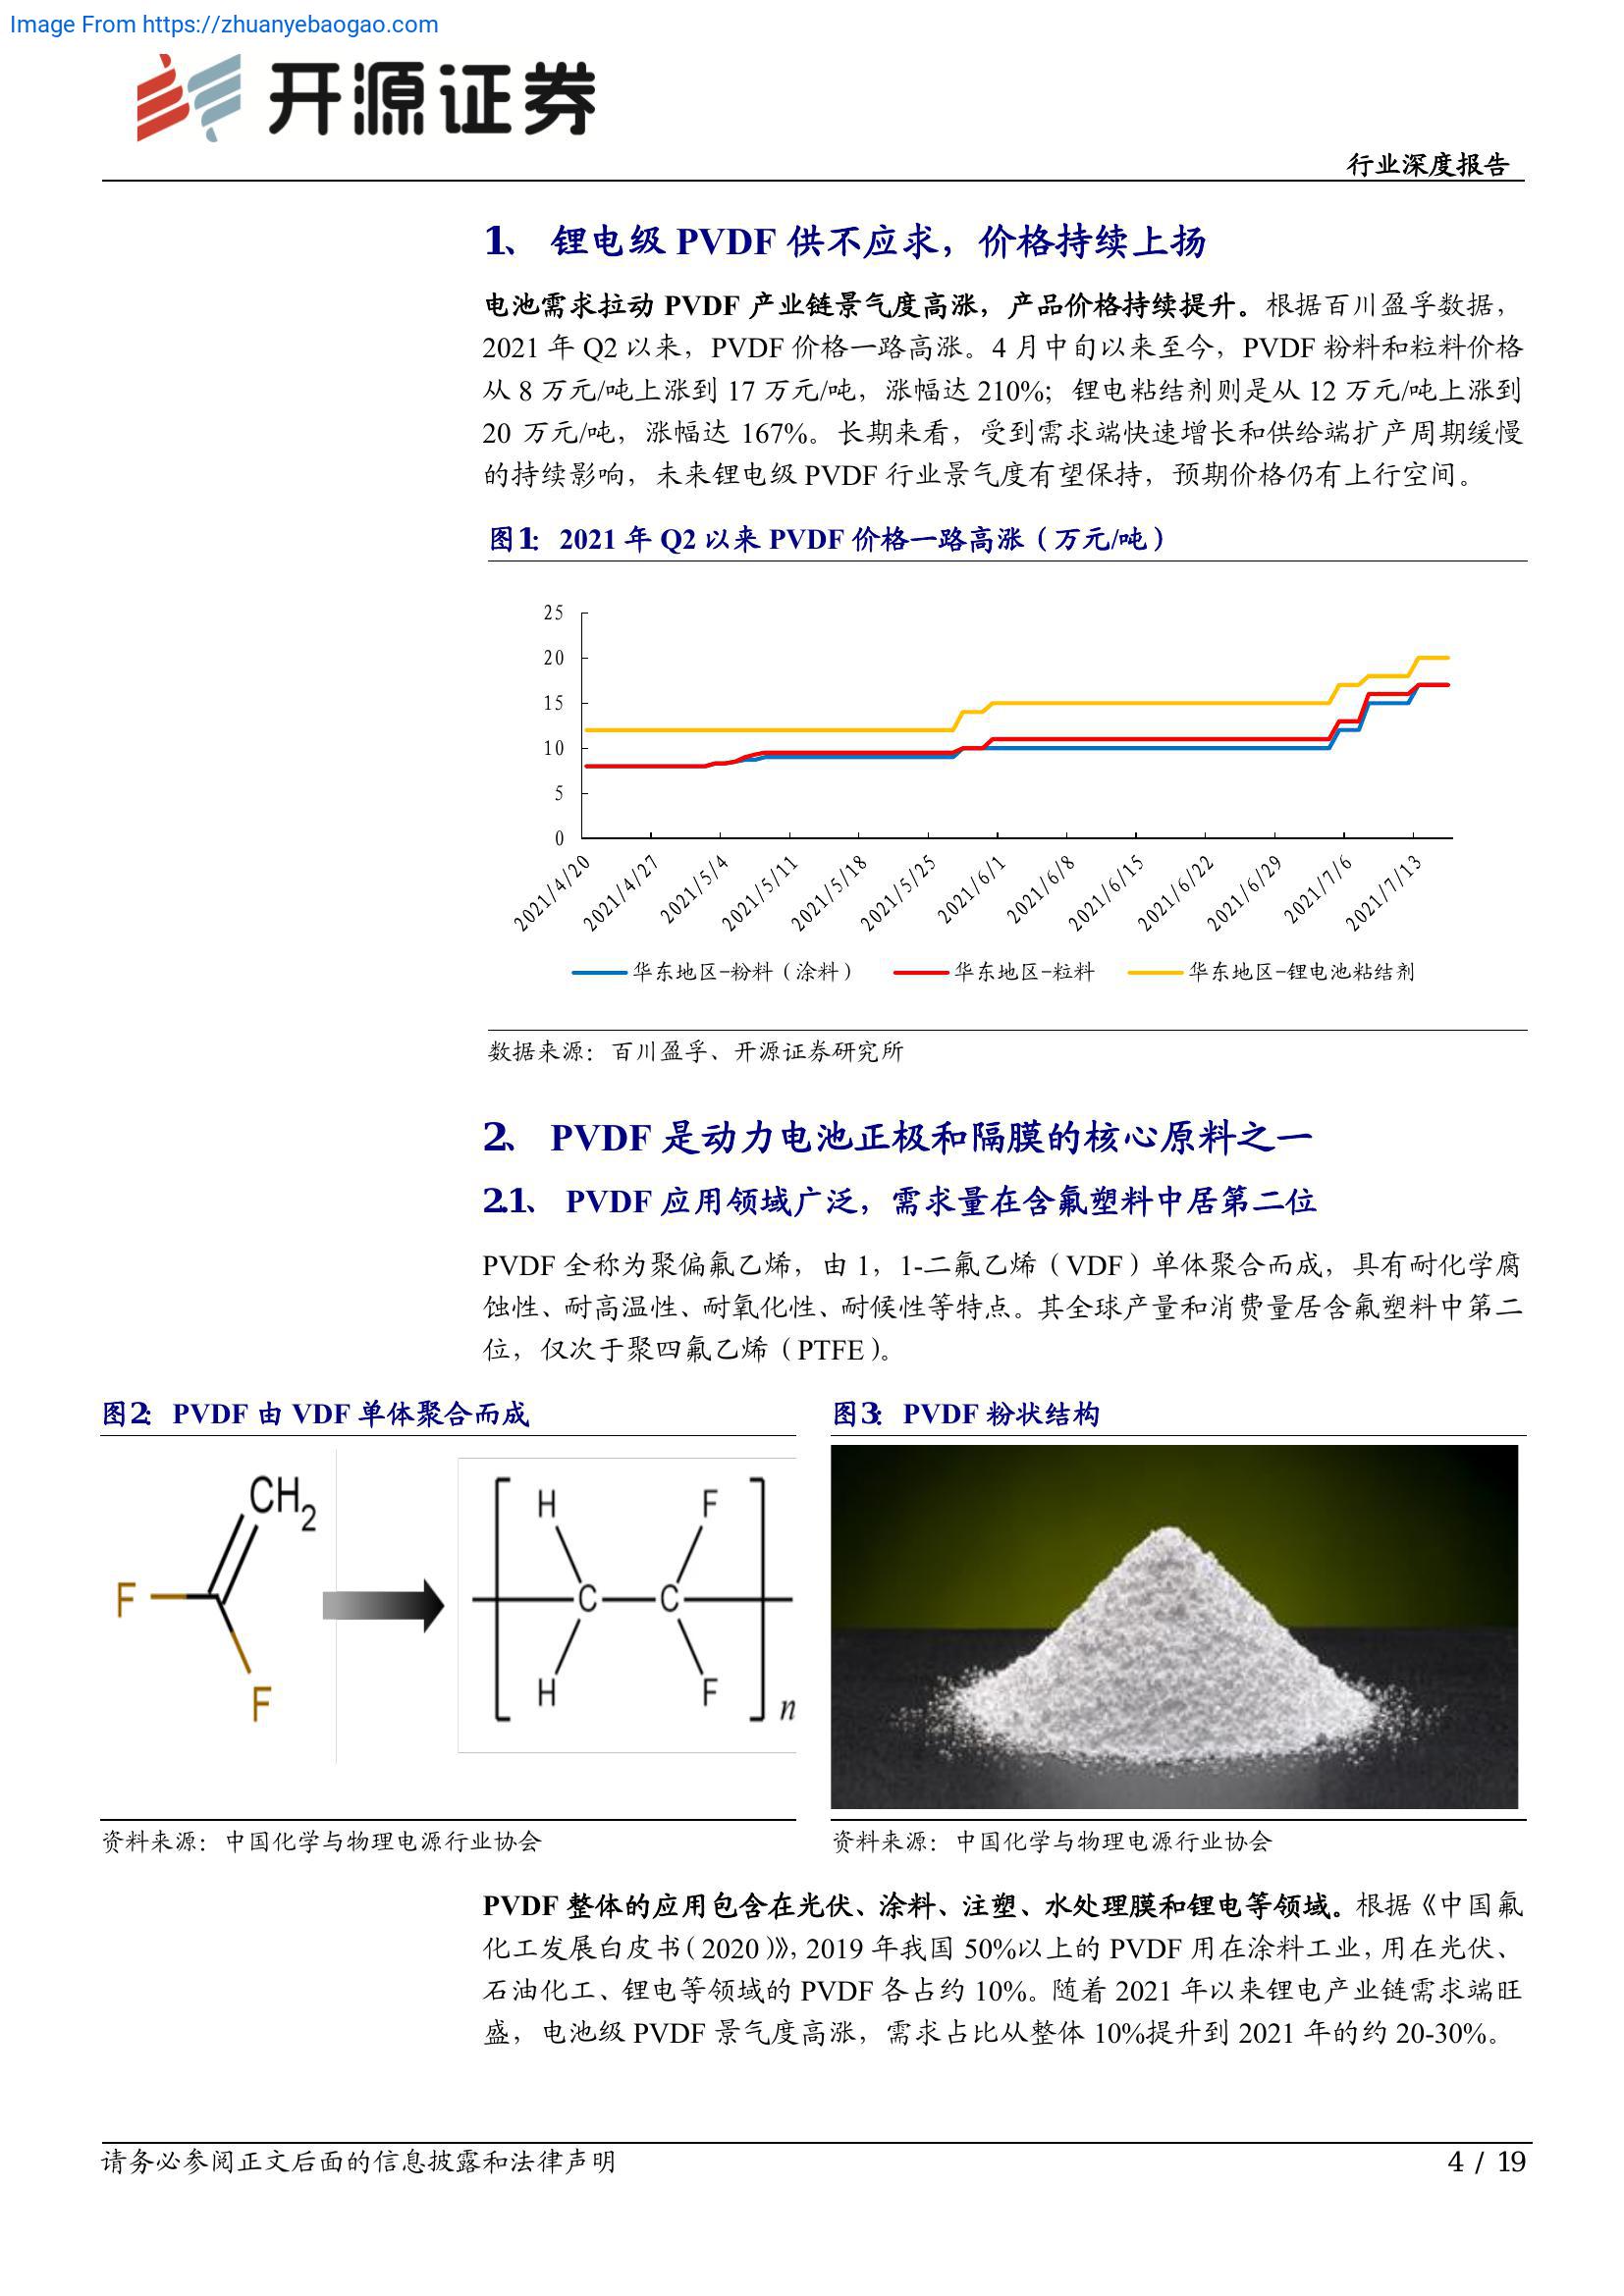 Image From https://zhuanyebaogao.com
开源证券
行业深度报告
1、 锂电级 PVDF 供不应求，价格持续上扬
电池需求拉动 PVDF 产业链景气度高涨，产品价格持续提升。根据百川盈孚数据，
2021 年 Q2 以来，PVDF 价格一路高涨。4 月中旬以来至今，PVDF 粉料和粒料价格
从 8 万元/吨上涨到 17 万元/吨，涨幅达 210%；锂电粘结剂则是从 12 万元/吨上涨到
20 万元/吨，涨幅达 167%。长期来看，受到需求端快速增长和供给端扩产周期缓慢
的持续影响，未来锂电级 PVDF 行业景气度有望保持，预期价格仍有上行空间。
图1： 2021 年 Q2 以来 PVDF 价格一路高涨（万元/吨）
25
20
15
10
5
0
2021/4/20
2021/4/27
2021/5/4
2021/5/11
2021/5/18
2021/5/25
2021/6/1
2021/6/8
2021/6/15
2021/6/22
2021/6/29
2021/7/6
2021/7/13
华东地区-粉料（涂料） 华东地区-粒料 华东地区-锂电池粘结剂
数据来源：百川盈孚、开源证券研究所
2、 PVDF 是动力电池正极和隔膜的核心原料之一
2.1、 PVDF 应用领域广泛，需求量在含氟塑料中居第二位
PVDF 全称为聚偏氟乙烯，由 1，1-二氟乙烯（VDF）单体聚合而成，具有耐化学腐
蚀性、耐高温性、耐氧化性、耐候性等特点。其全球产量和消费量居含氟塑料中第二
位，仅次于聚四氟乙烯（PTFE）。
图2： PVDF 由 VDF 单体聚合而成
CH2
F
F
H F
C C
H F
n
资料来源：中国化学与物理电源行业协会
图3： PVDF 粉状结构
资料来源：中国化学与物理电源行业协会
PVDF 整体的应用包含在光伏、涂料、注塑、水处理膜和锂电等领域。根据《中国氟
化工发展白皮书（2020）》，2019 年我国 50%以上的 PVDF 用在涂料工业，用在光伏、
石油化工、锂电等领域的 PVDF 各占约 10%。随着 2021 年以来锂电产业链需求端旺
盛，电池级 PVDF 景气度高涨，需求占比从整体 10%提升到 2021 年的约 20-30%。
请务必参阅正文后面的信息披露和法律声明
4 / 19